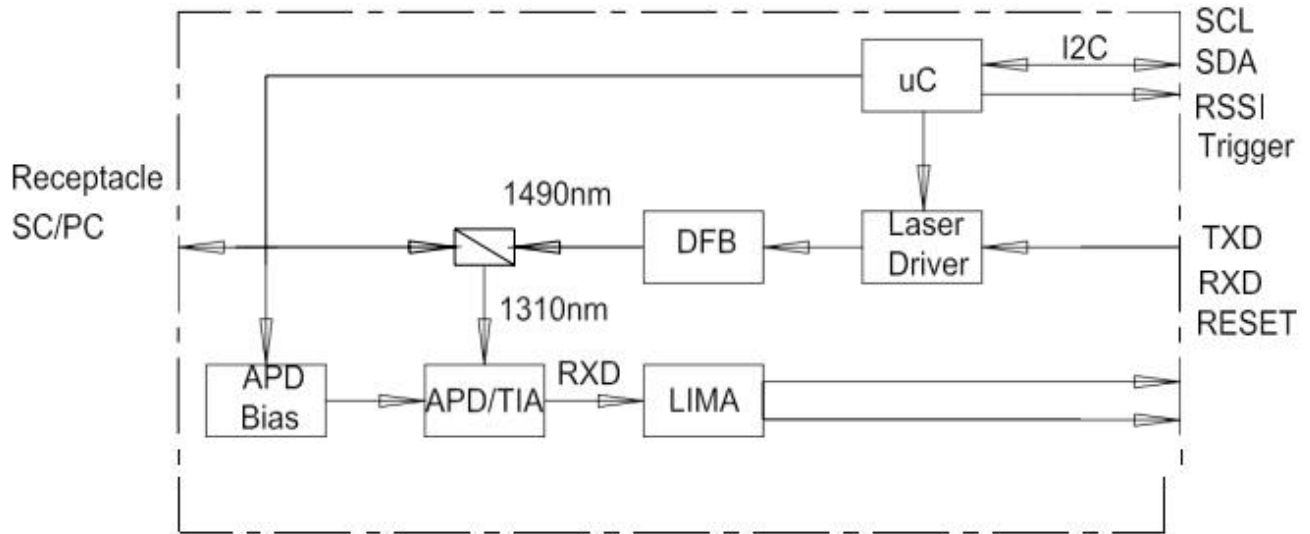 SCL
I2C
SDA
uC
RSSI
Trigger
Receptacle
SC/PC
1490nm
DFB
Laser
Driver
TXD
RXD
RESET
1310nm
APD
Bias
APD/TIA
RXD
LIMA